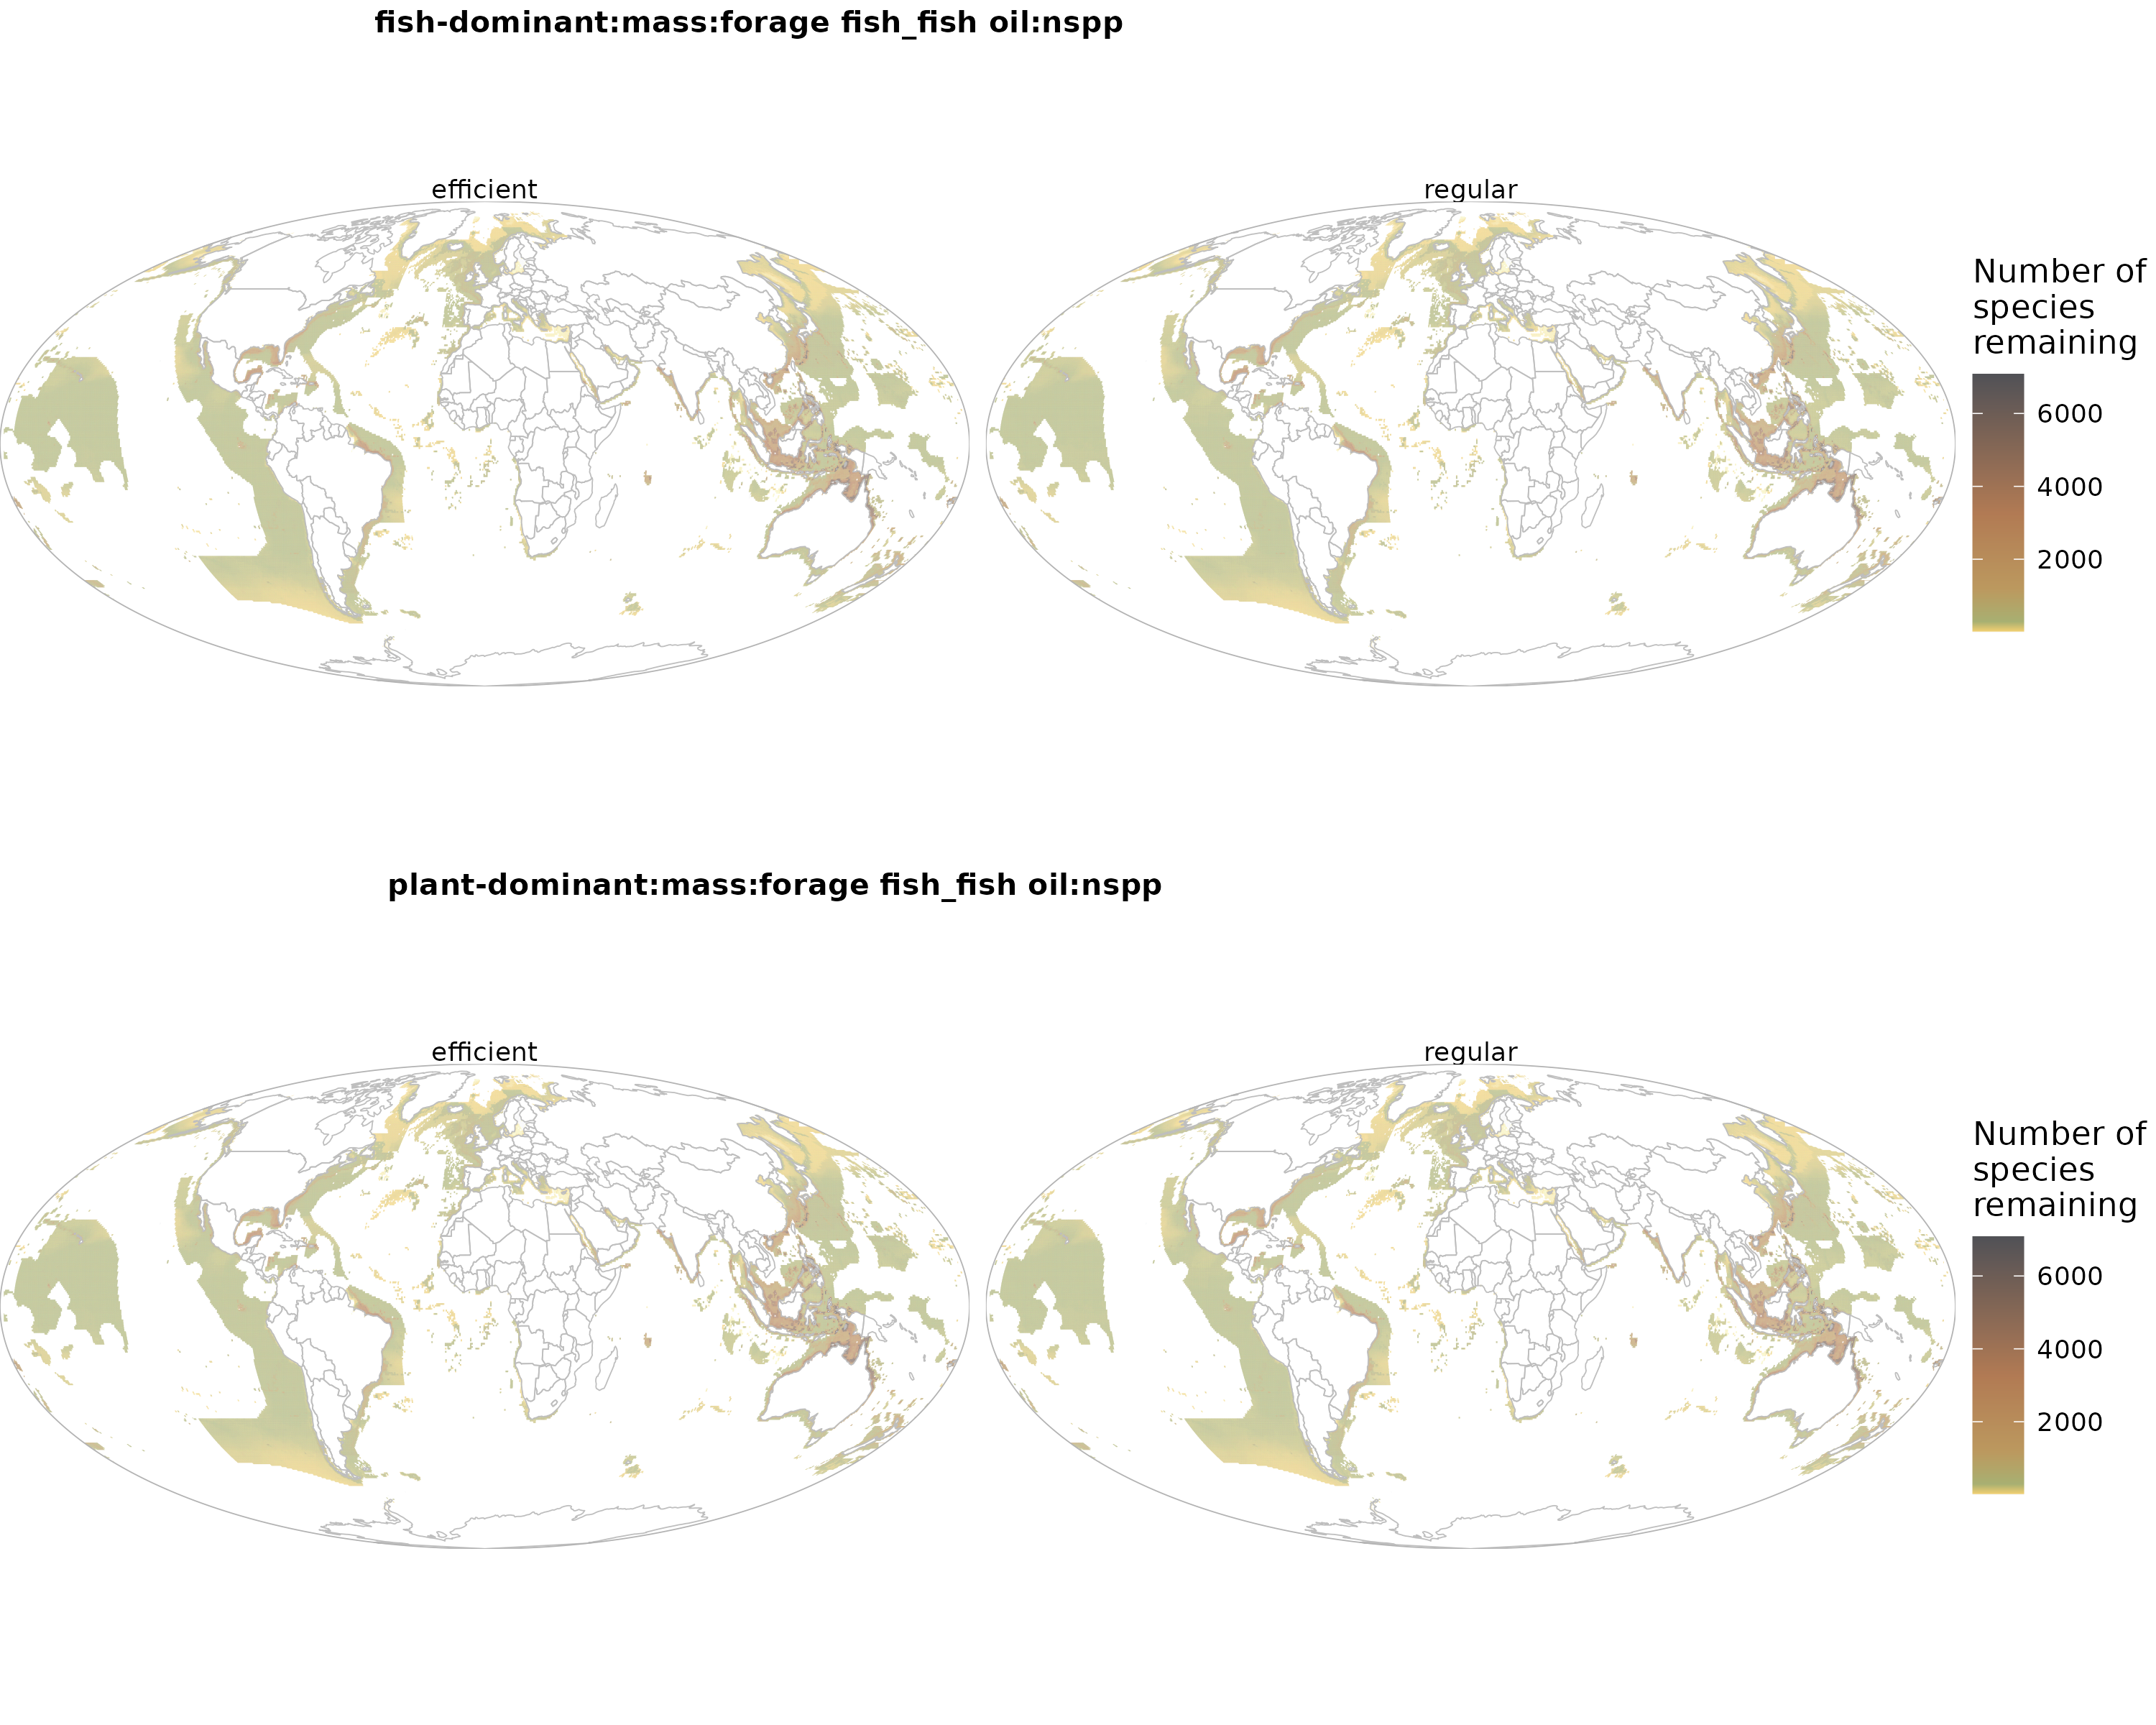 fish-dominant:mass:forage fish_fish oil:nspp
efficient
regular
Number of
species
remaining
6000
4000
2000
plant-dominant:mass:forage fish_fish oil:nspp
efficient
regular
Number of
species
remaining
6000
4000
2000